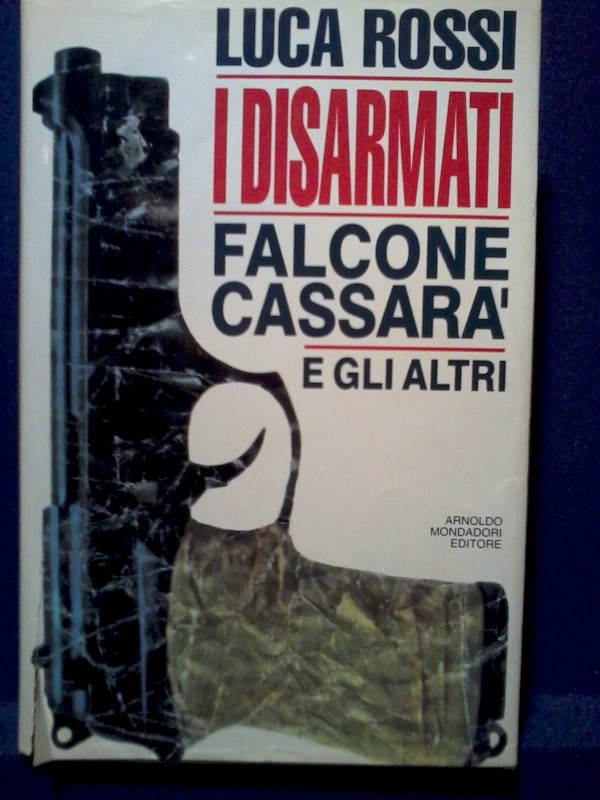 LUCA ROSSI
I DISARMATI
FALCONE
CASSARA'
E GLI ALTRI
ARNOLDO
MONDADORI
EDITORE